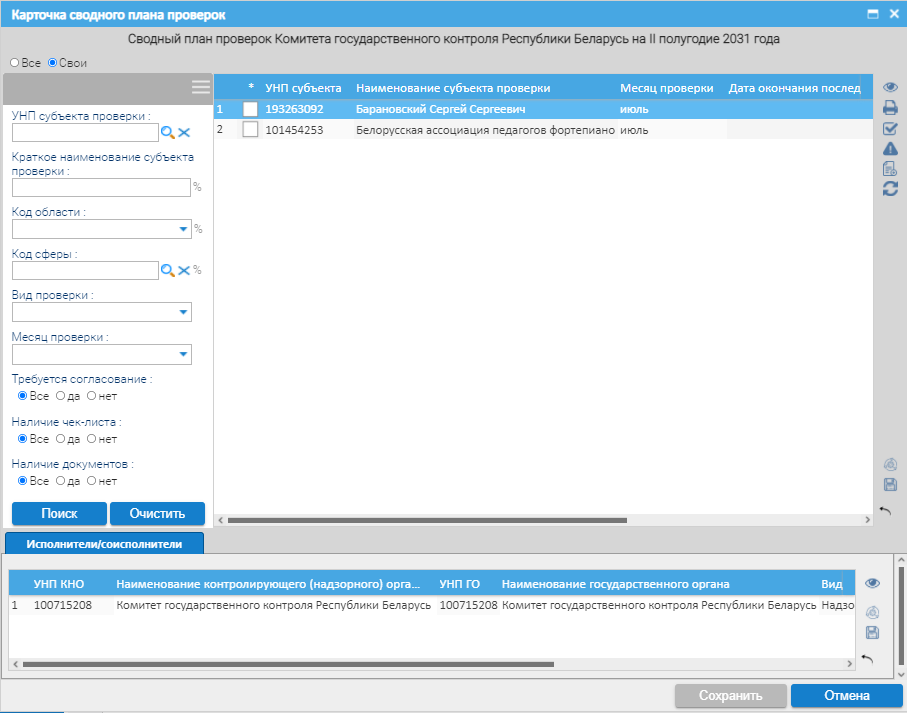 Карточка сводного плана проверок
Сводный план проверок Комитета государственного контроля Республики Беларусь на II полугодие 2031 года
Все Свои
УНП субъекта проверки :
Краткое наименование субъекта
проверки :
%
Код области :
%
Код сферы :
%
Вид проверки :
Месяц проверки :
Требуется согласование :
Все да нет
Наличие чек-листа :
Все да нет
Наличие документов :
Все да нет
Поиск Очистить
* УНП субъекта Наименование субъекта проверки Месяц проверки Дата окончания послед
1 193263092 Барановский Сергей Сергеевич июль
2 101454253 Белорусская ассоциация педагогов фортепиано июль
Исполнители/соисполнители
УНП КНО Наименование контролирующего (надзорного) орга... УНП ГО Наименование государственного органа Вид
1 100715208 Комитет государственного контроля Республики Беларусь 100715208 Комитет государственного контроля Республики Беларусь Надзо
Сохранить Отмена